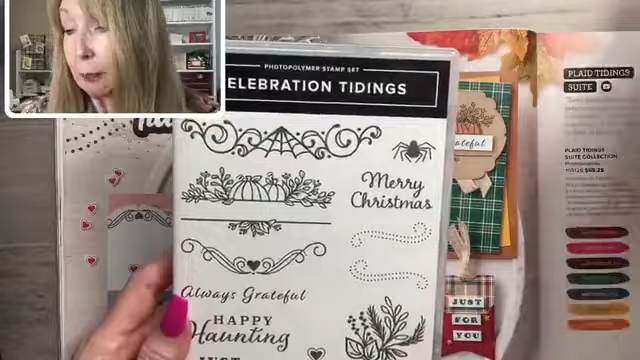 PHOTOPOLYMER STAMP SET
ELEBRATION TIDINGS
Merry
Christmas
Always Grateful
HAPPY
Haunting
JUST
PLAID TIDINGS
SUITE
PLAID TIDINGS
SUITE COLLECTION
JUST
FOR
YOU